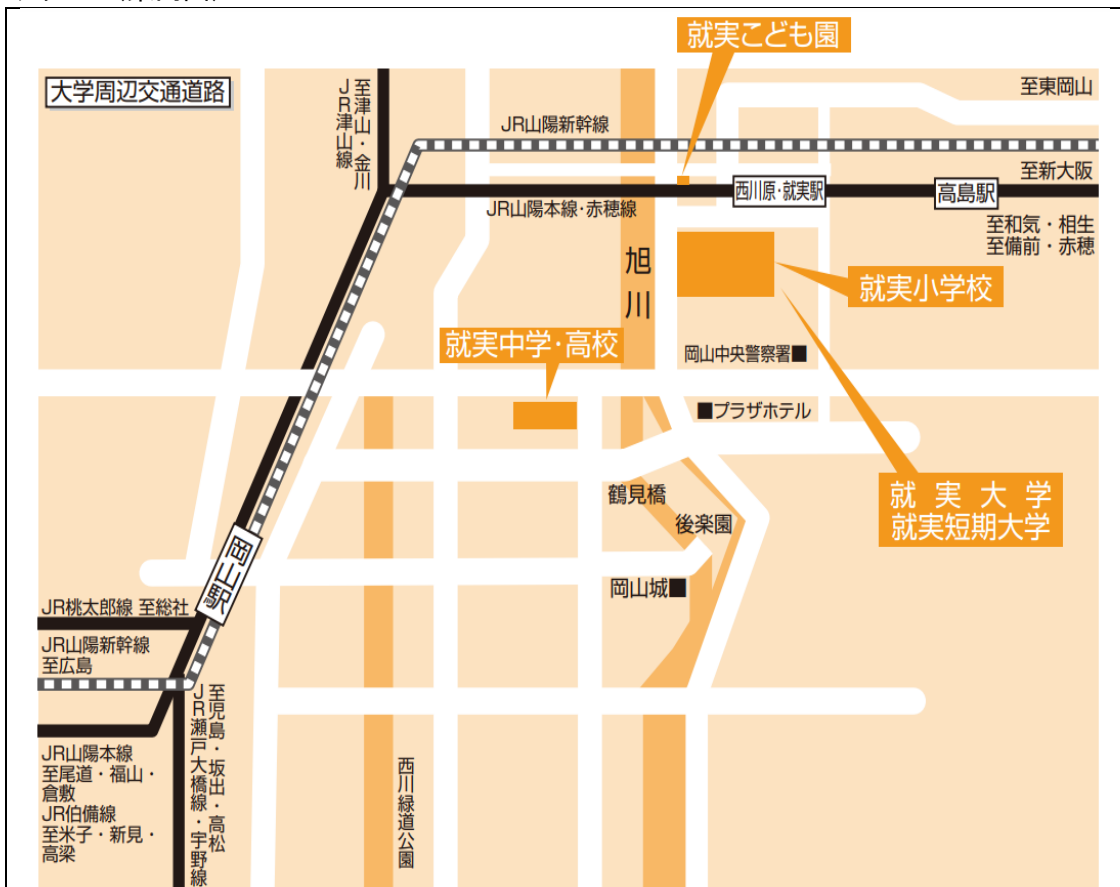 就実こども園
大学周辺交通道路
至津山・金川
JR津山線
JR山陽新幹線
至東岡山
至新大阪
JR山陽本線・赤穂線
西川原・就実駅
高島駅
至和気・相生
至備前・赤穂
旭川
就実小学校
就実中学・高校
岡山中央警察署■
■プラザホテル
就実大学
就実短期大学
鶴見橋
後楽園
岡山駅
岡山城■
JR桃太郎線 至総社
JR山陽新幹線
至広島
至児島・坂出・高松
JR瀬戸大橋線・宇野線
JR山陽本線
至尾道・福山・
倉敷
JR伯備線
至米子・新見・
高梁
西川緑道公園